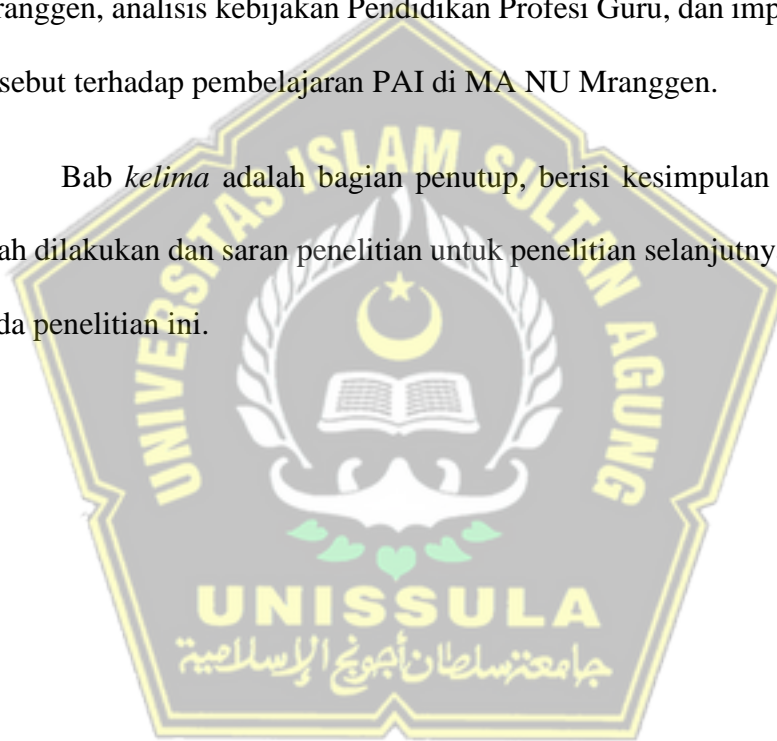 ranggen, analisis kebijakan Pendidikan Profesi Guru, dan imp
sebut terhadap pembelajaran PAI di MA NU Mranggen.
Bab kelima adalah bagian penutup, berisi kesimpulan
ah dilakukan dan saran penelitian untuk penelitian selanjutny
da penelitian ini.
UNIVERSITAS ISLAM SULTAN AGUNG
UNISSULA
جامعة سلطان أجونج الإسلامية